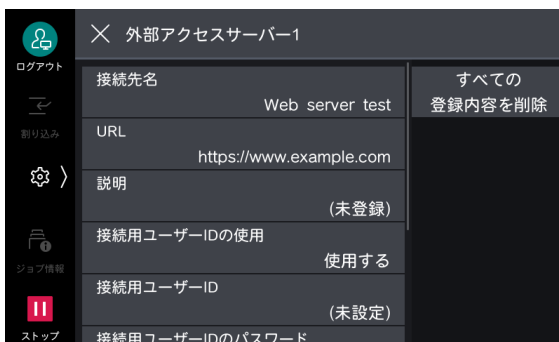 外部アクセスサーバー1
ログアウト
割り込み
ジョブ情報
ストップ
接続先名
Web server test
URL
https://www.example.com
説明
(未登録)
接続用ユーザーIDの使用
使用する
接続用ユーザーID
(未設定)
接続用ユーザーIDのパスワード
すべての
登録内容を削除